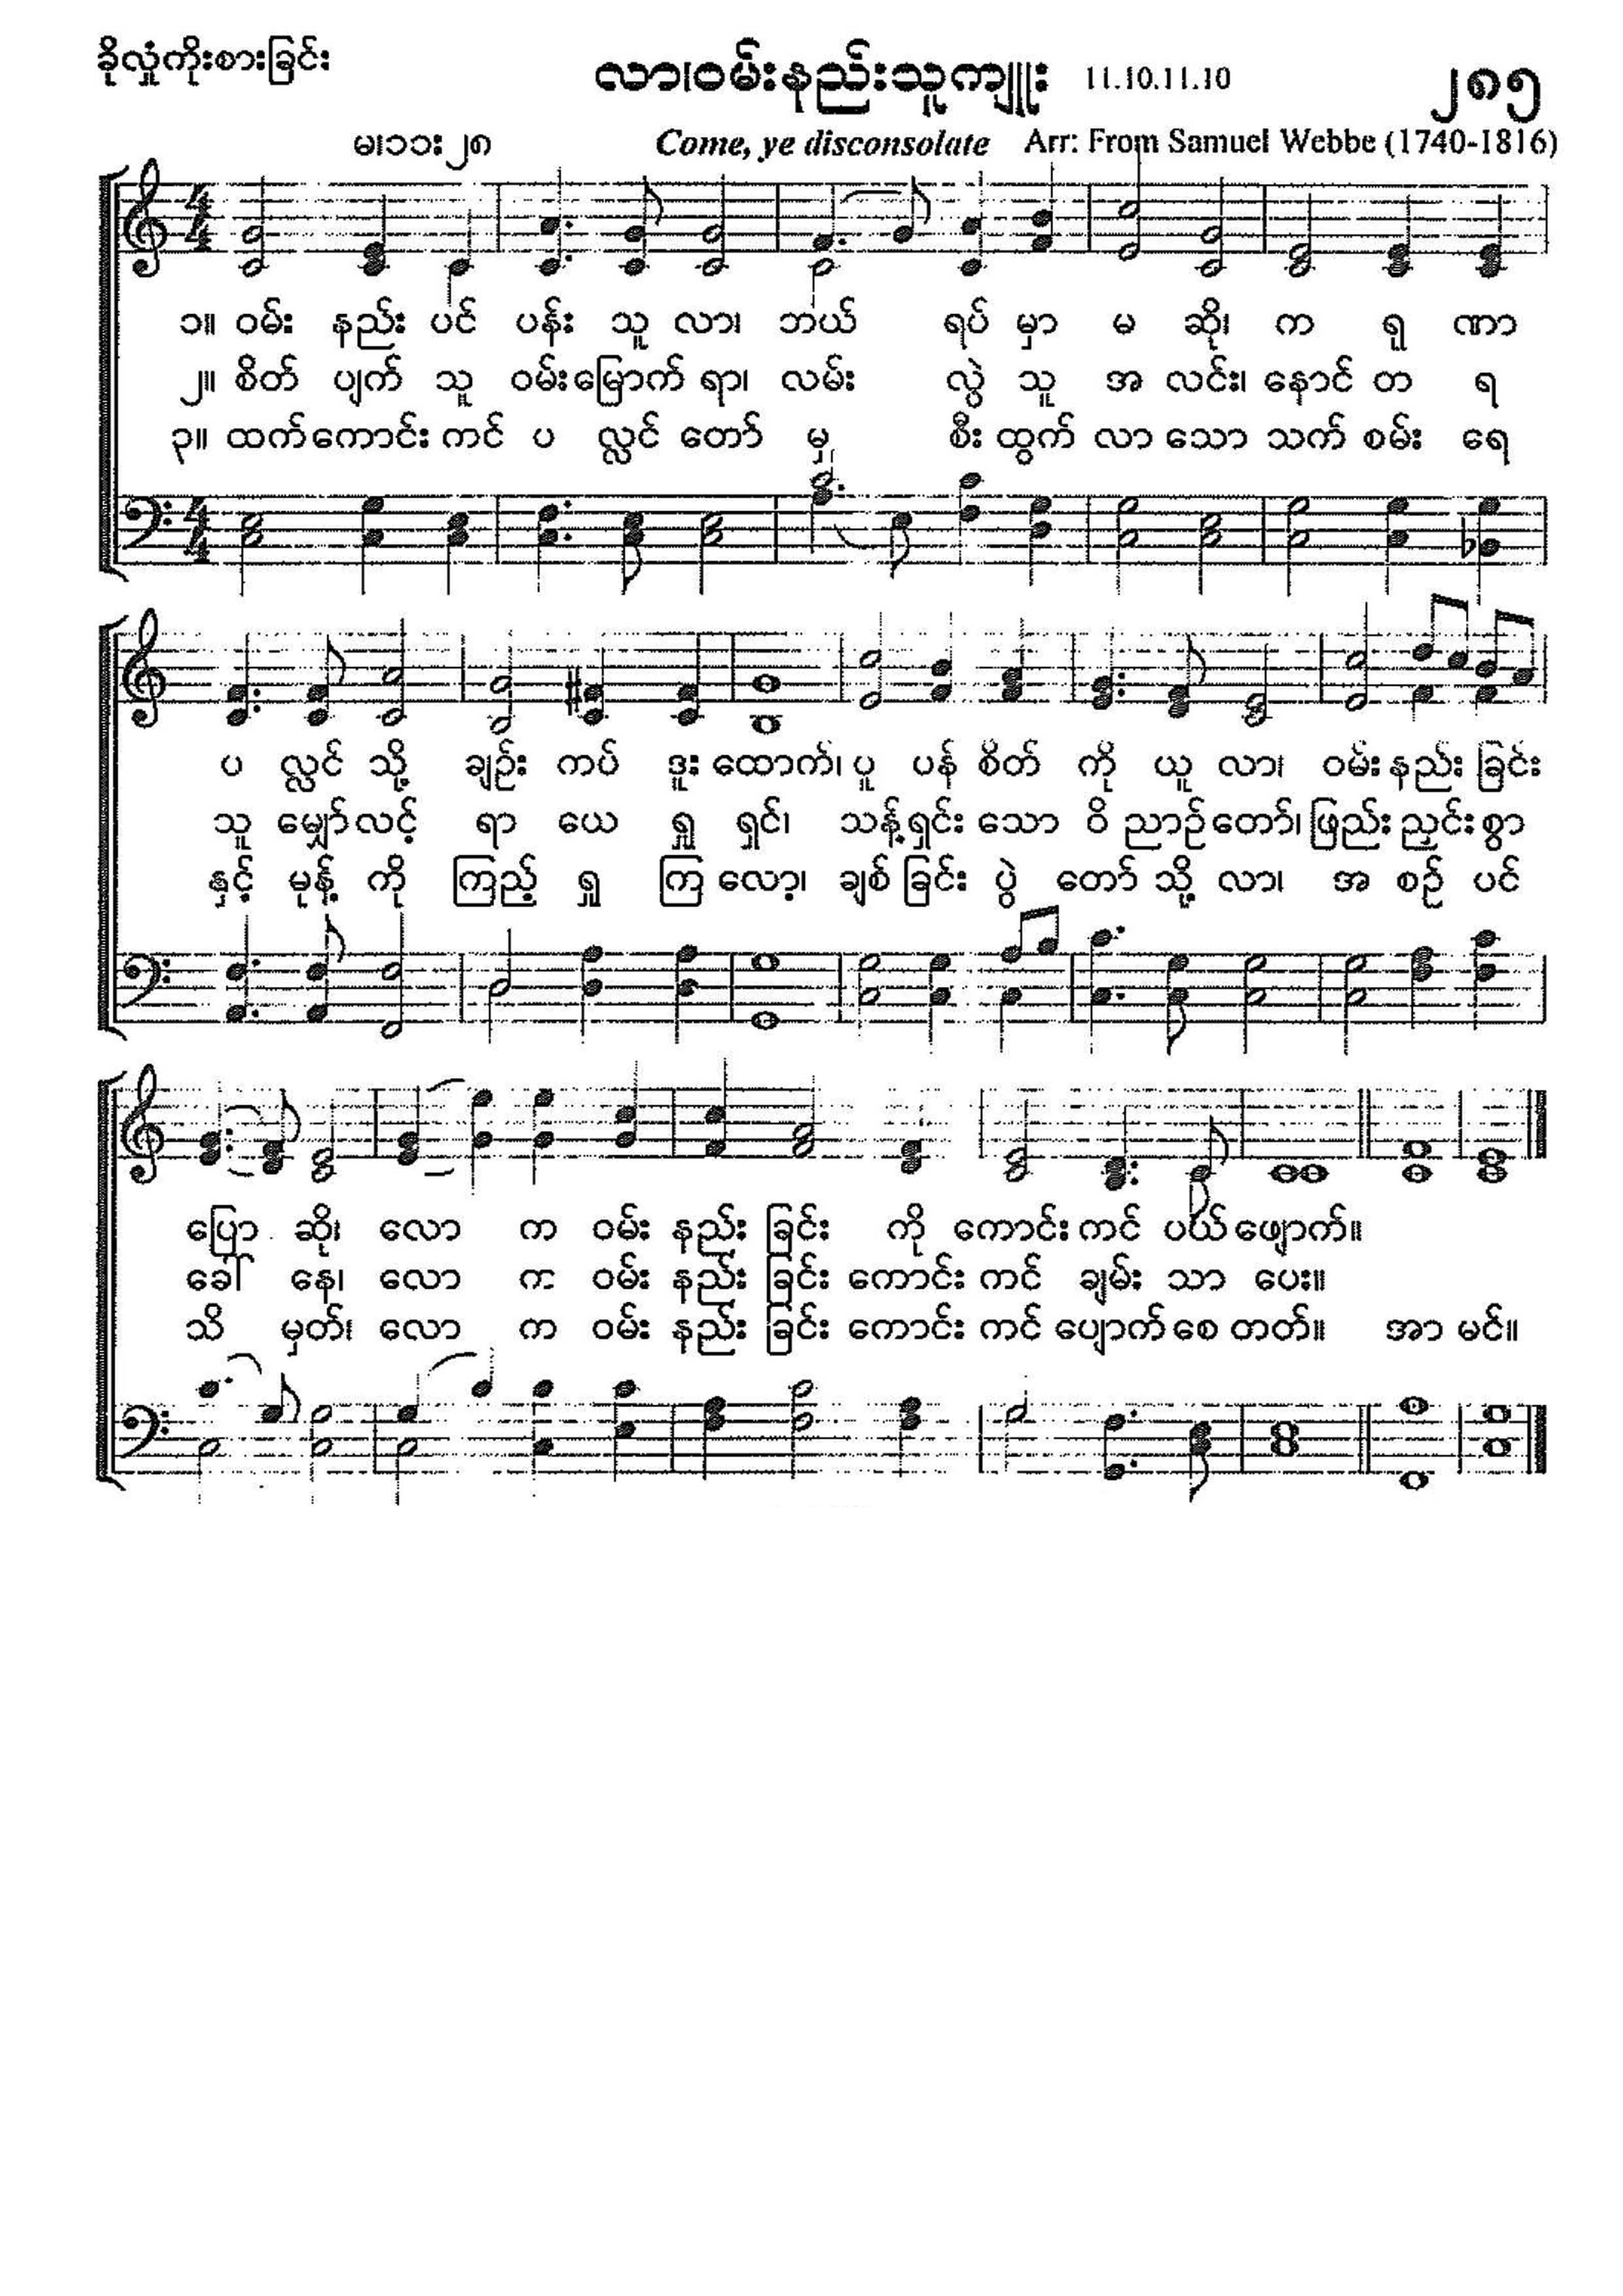 ခိုလှုံကိုးစားခြင်း
လာ၊ဝမ်းနည်းသူကျူး 11.10.11.10 ၂၈၅
မ၊၁၁း၂၈ Come, ye disconsolate Arr: From Samuel Webbe (1740-1816)
၁။ ဝမ်း နည်း ပင် ပန်း သူ လာ၊ ဘယ် ရပ် မှာ မ ဆို၊ က ရု ဏာ
၂။ စိတ် ပျက် သူ ဝမ်း မြောက် ရာ၊ လမ်း လွဲ သူ အ လင်း၊ နောင် တ ရ
၃။ ထက် ကောင်း ကင် ပ လ္လင် တော် မှ စီး ထွက် လာ သော သက် စမ်း ရေ
ပ လ္လင် သို့ ချဉ်း ကပ် ဒူး ထောက်၊ ပူ ပန် စိတ် ကို ယူ လာ၊ ဝမ်း နည်း ခြင်း
သူ မျှော် လင့် ရာ ယေ ရှု ရှင်၊ သန့် ရှင်း သော ဝိ ညာဉ် တော်၊ ဖြည်း ညှင်း စွာ
နှင့် မုန့် ကို ကြည့် ရှု ကြ လော့၊ ချစ် ခြင်း ပွဲ တော် သို့ လာ၊ အ စဉ် ပင်
ပြော ဆို၊ လော က ဝမ်း နည်း ခြင်း ကို ကောင်း ကင် ပယ် ဖျောက်။
ခေါ် နေ၊ လော က ဝမ်း နည်း ခြင်း ကောင်း ကင် ချမ်း သာ ပေး။
သိ မှတ်၊ လော က ဝမ်း နည်း ခြင်း ကောင်း ကင် ပျောက် စေ တတ်။ အာ မင်။